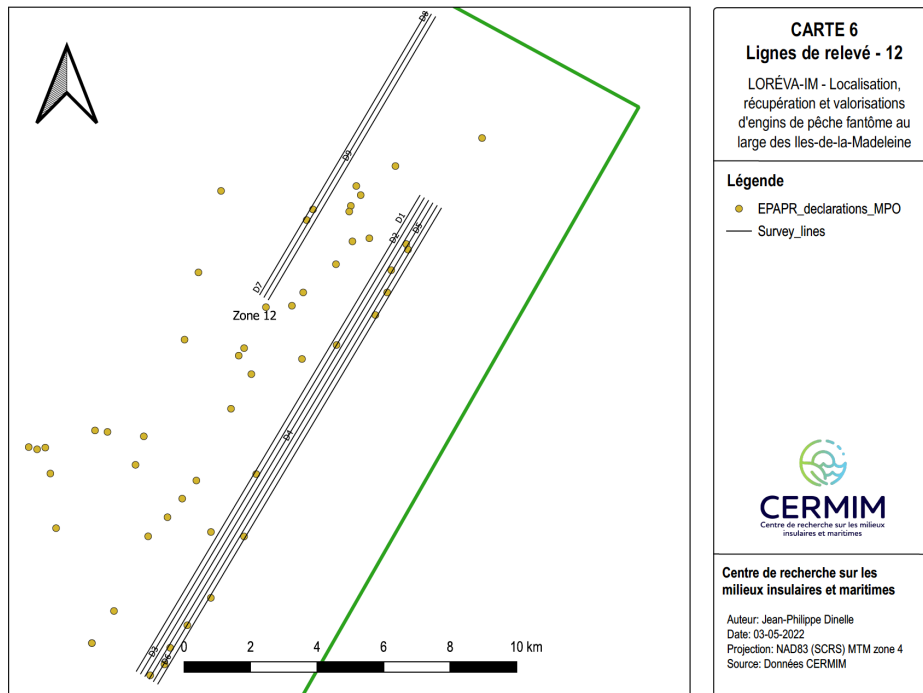 D8
D9
D1
D2
D5
D7
Zone 12
D4
D3
D6
0 2 4 6 8 10 km
CARTE 6
Lignes de relevé - 12
LORÉVA-IM - Localisation,
récupération et valorisations
d'engins de pêche fantôme au
large des Iles-de-la-Madeleine
Légende
EPAPR_declarations_MPO
Survey_lines
CERMIM
Centre de recherche sur les milieux
insulaires et maritimes
Centre de recherche sur les
milieux insulaires et maritimes
Auteur: Jean-Philippe Dinelle
Date: 03-05-2022
Projection: NAD83 (SCRS) MTM zone 4
Source: Données CERMIM